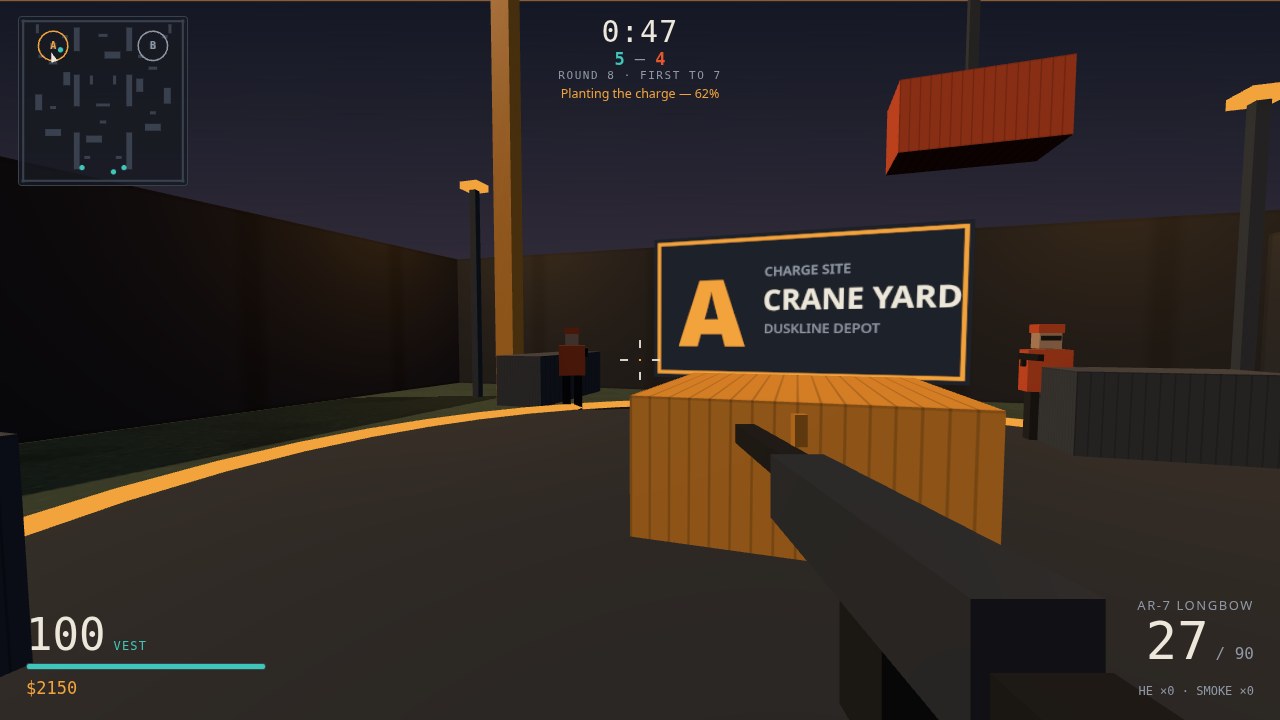 A
B
0:47
5 — 4
ROUND 8 · FIRST TO 7
Planting the charge — 62%
A
CHARGE SITE
CRANE YARD
DUSKLINE DEPOT
100 VEST
$2150
AR-7 LONGBOW
27 / 90
HE ×0 · SMOKE ×0